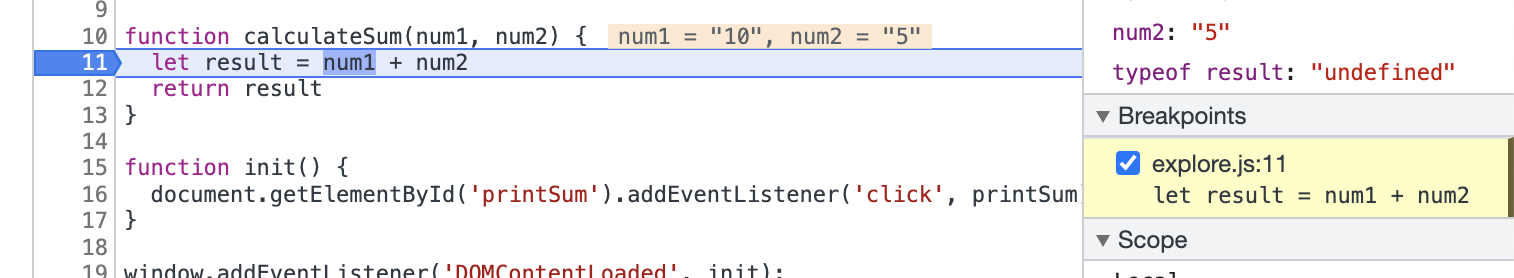 9
10 function calculateSum(num1, num2) { num1 = "10", num2 = "5"
11 let result = num1 + num2
12 return result
13 }
14
15 function init() {
16 document.getElementById('printSum').addEventListener('click', printSum
17 }
18
19 window.addEventListener('DOMContentLoaded', init);
num2: "5"
typeof result: "undefined"
Breakpoints
explore.js:11
let result = num1 + num2
Scope
Local